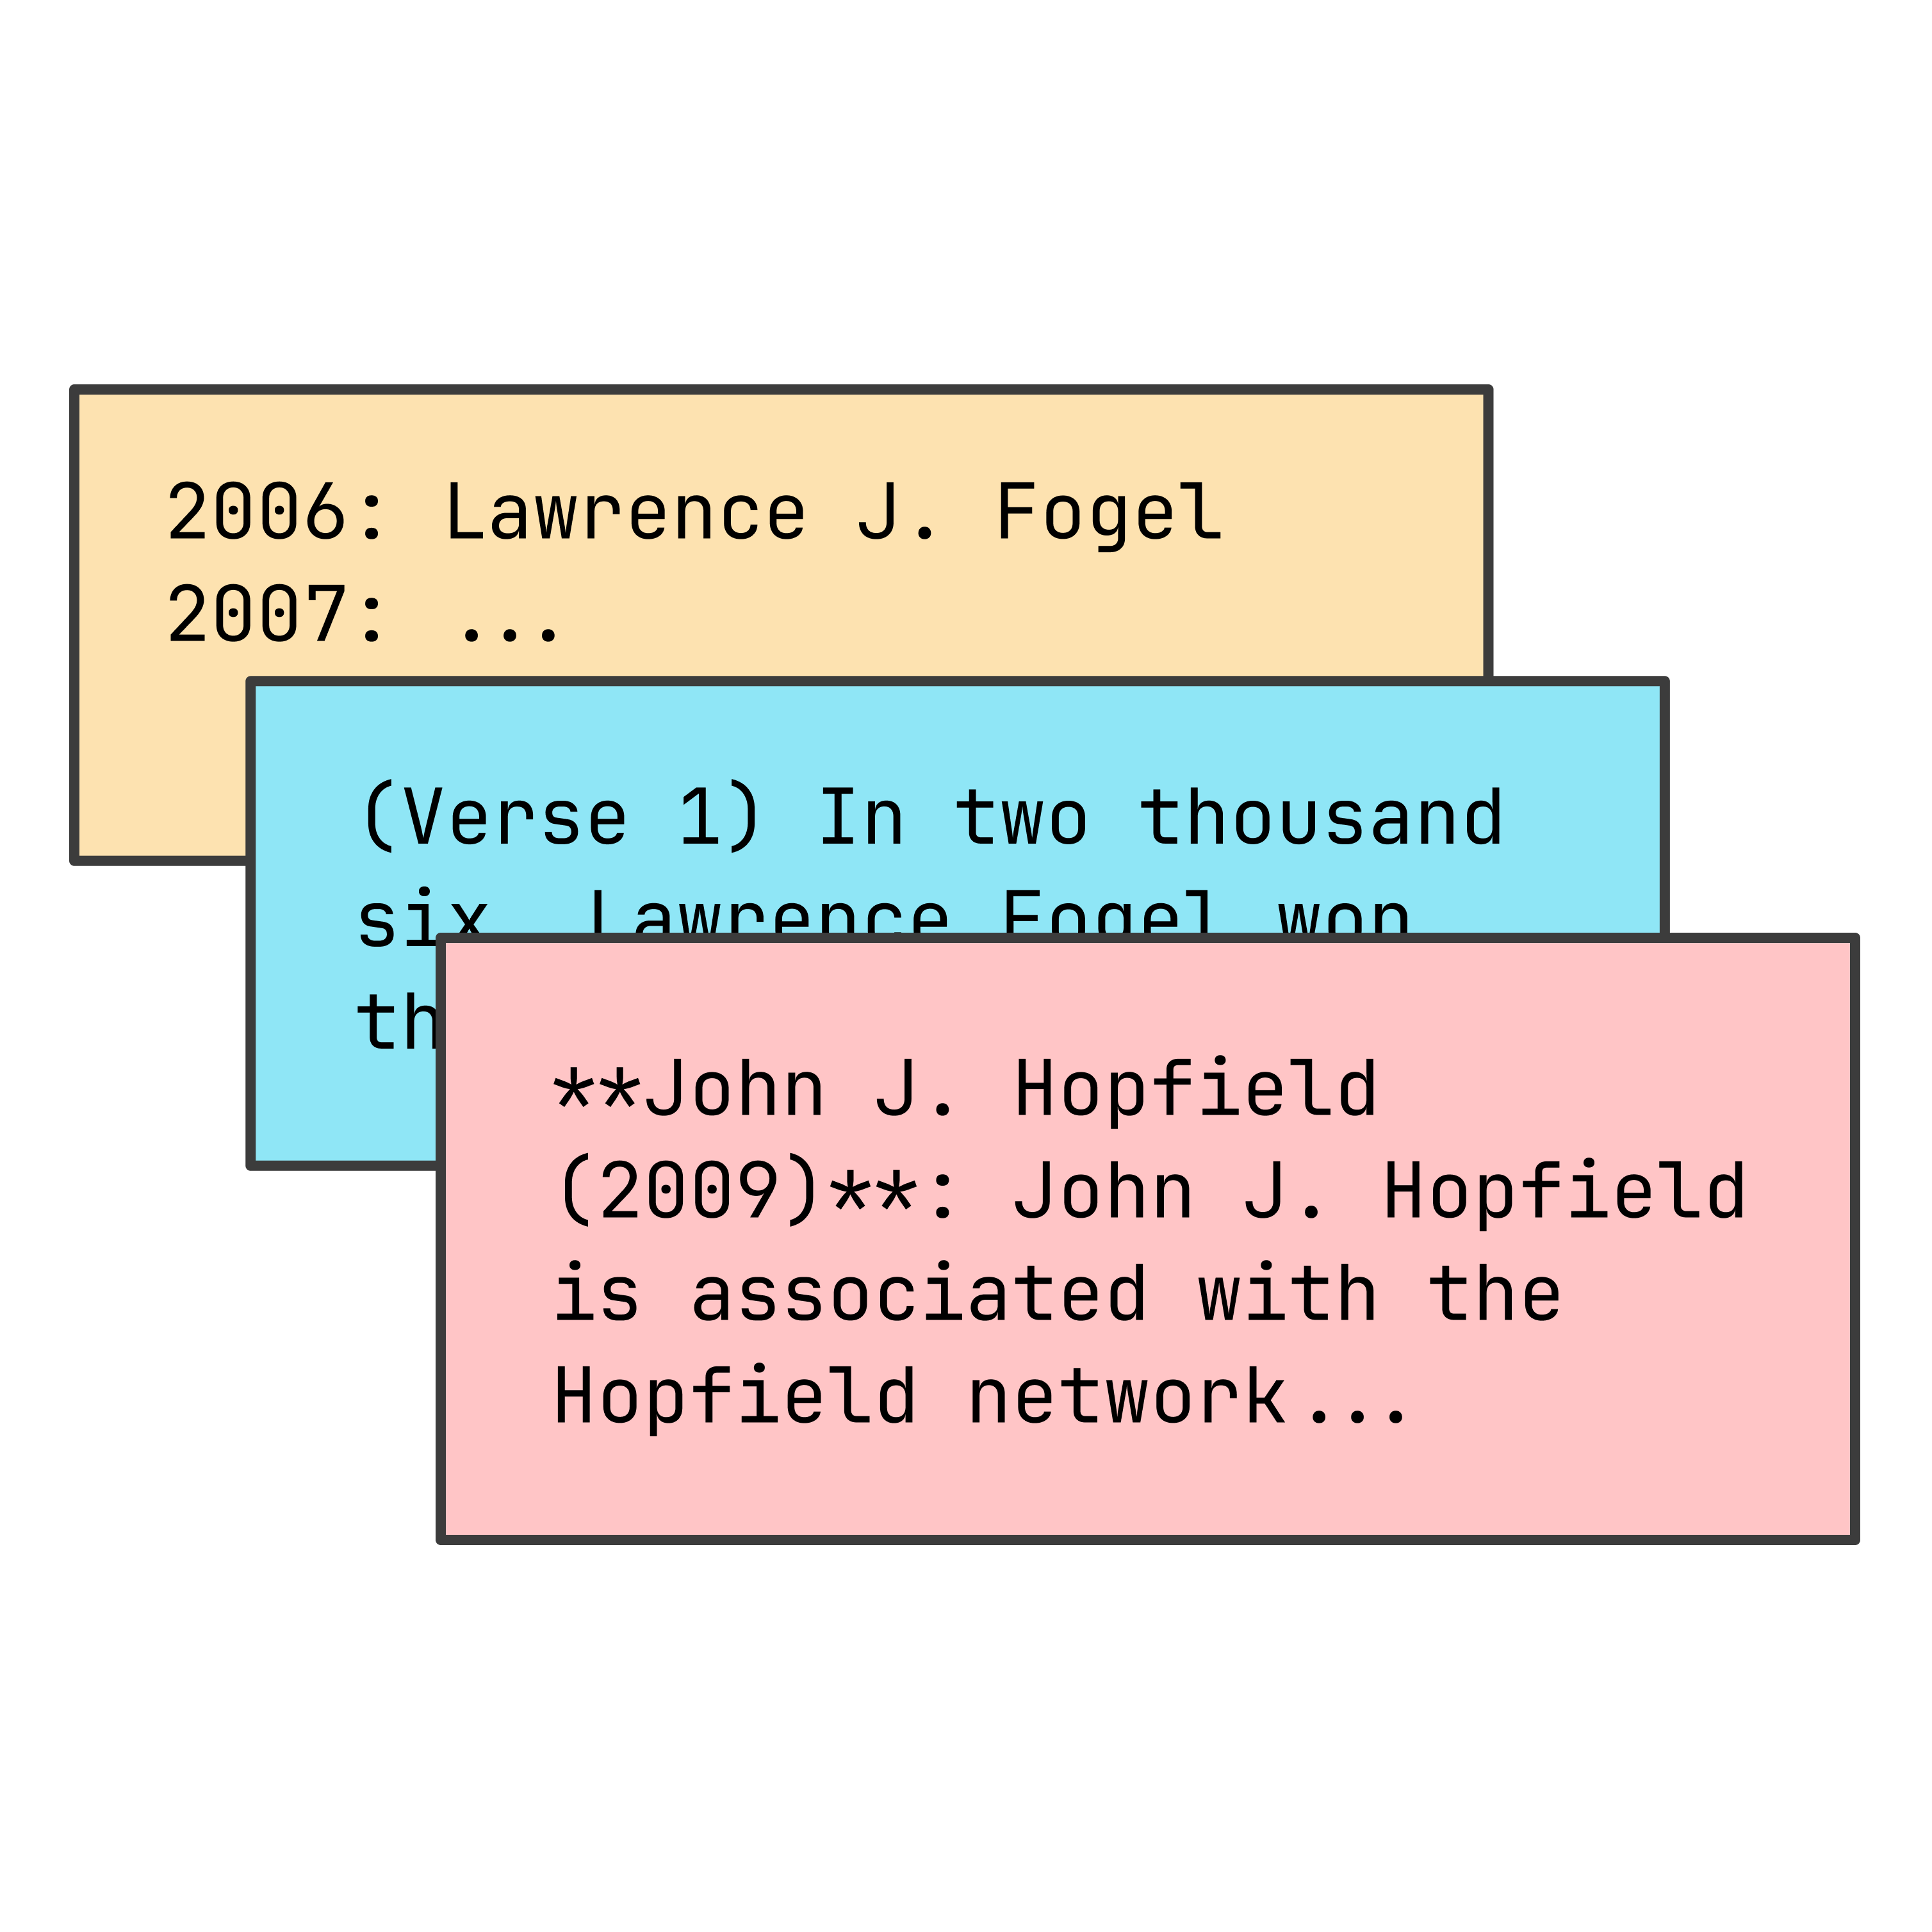 2006: Lawrence J. Fogel
2007: ...
(Verse 1) In two thousand
six Lawrence Fogel won
th
**John J. Hopfield
(2009)**: John J. Hopfield
is associated with the
Hopfield network...